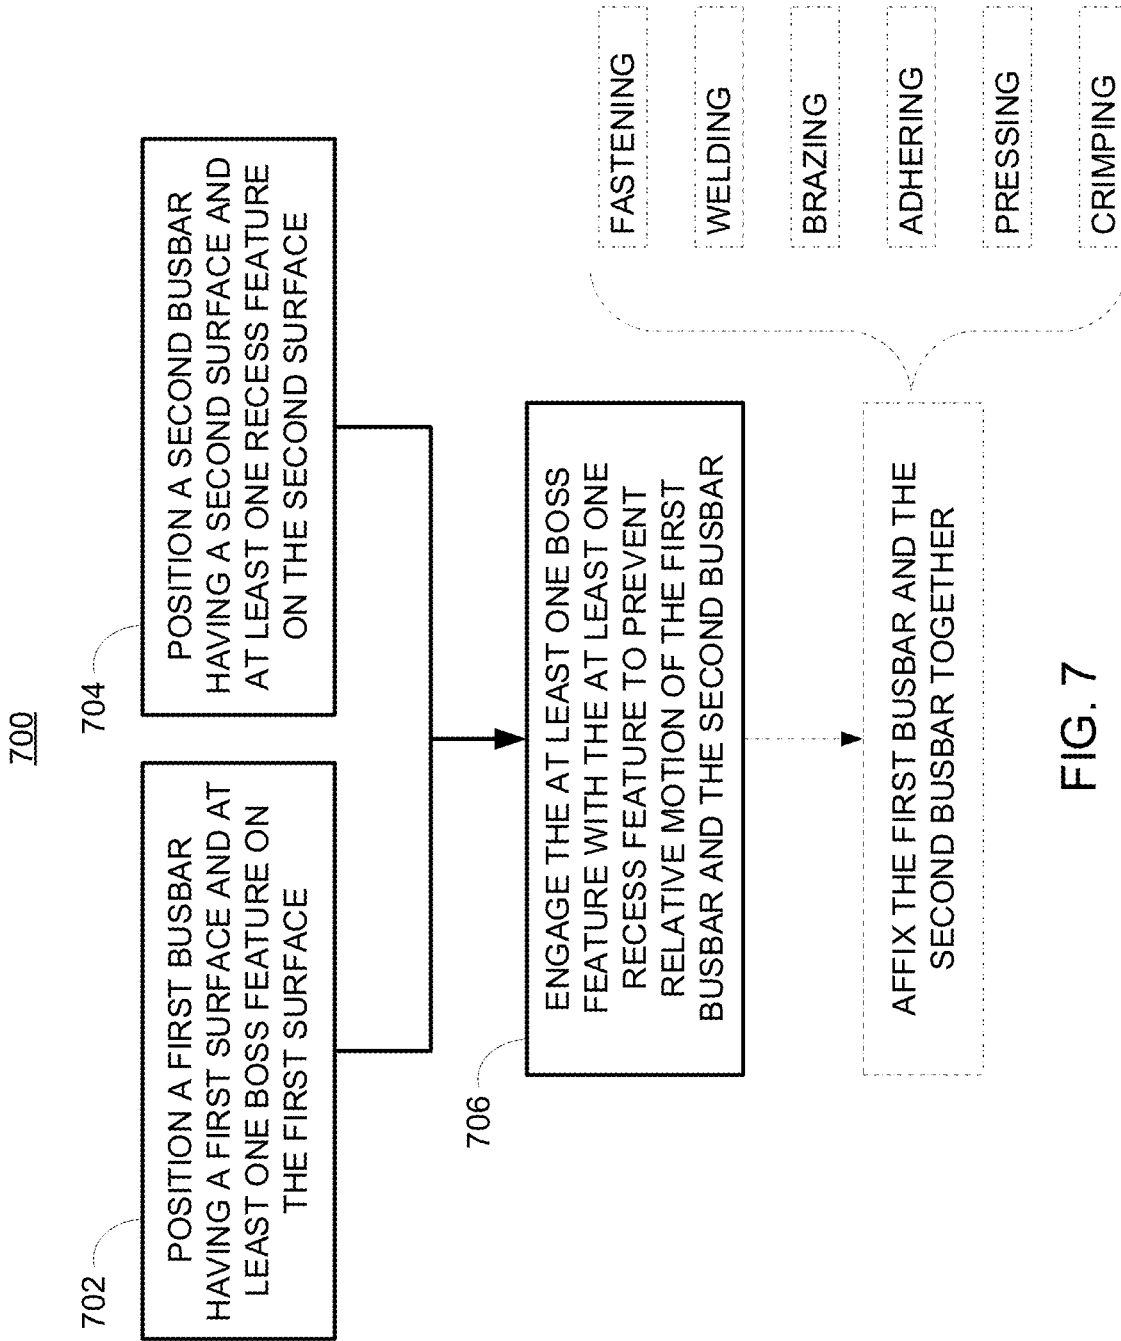 700
702
POSITION A FIRST BUSBAR
HAVING A FIRST SURFACE AND AT
LEAST ONE BOSS FEATURE ON
THE FIRST SURFACE
704
POSITION A SECOND BUSBAR
HAVING A SECOND SURFACE AND
AT LEAST ONE RECESS FEATURE
ON THE SECOND SURFACE
706
ENGAGE THE AT LEAST ONE BOSS
FEATURE WITH THE AT LEAST ONE
RECESS FEATURE TO PREVENT
RELATIVE MOTION OF THE FIRST
BUSBAR AND THE SECOND BUSBAR
AFFIX THE FIRST BUSBAR AND THE
SECOND BUSBAR TOGETHER
FASTENING
WELDING
BRAZING
ADHERING
PRESSING
CRIMPING
FIG. 7